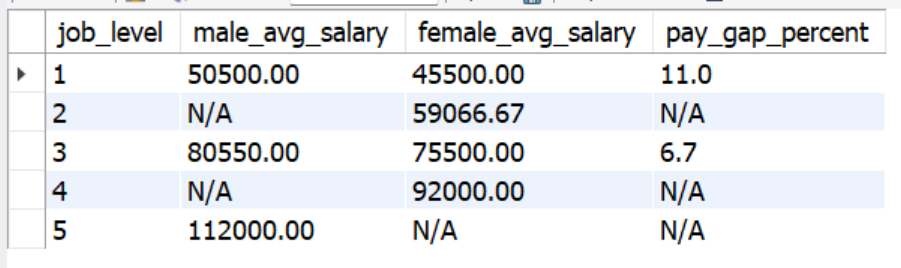 job_level male_avg_salary female_avg_salary pay_gap_percent
1 50500.00 45500.00 11.0
2 N/A 59066.67 N/A
3 80550.00 75500.00 6.7
4 N/A 92000.00 N/A
5 112000.00 N/A N/A